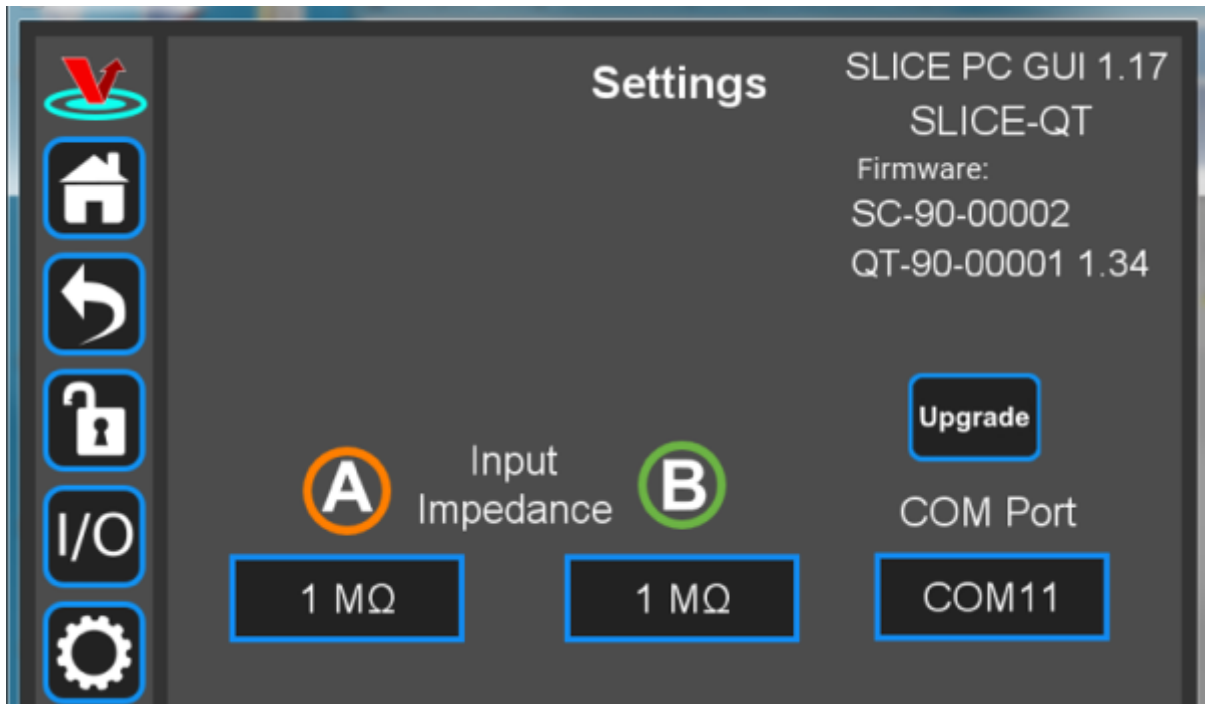 Settings
SLICE PC GUI 1.17
SLICE-QT
Firmware:
SC-90-00002
QT-90-00001 1.34
Upgrade
A
Input
Impedance
B
COM Port
I/O
1 MΩ
1 MΩ
COM11